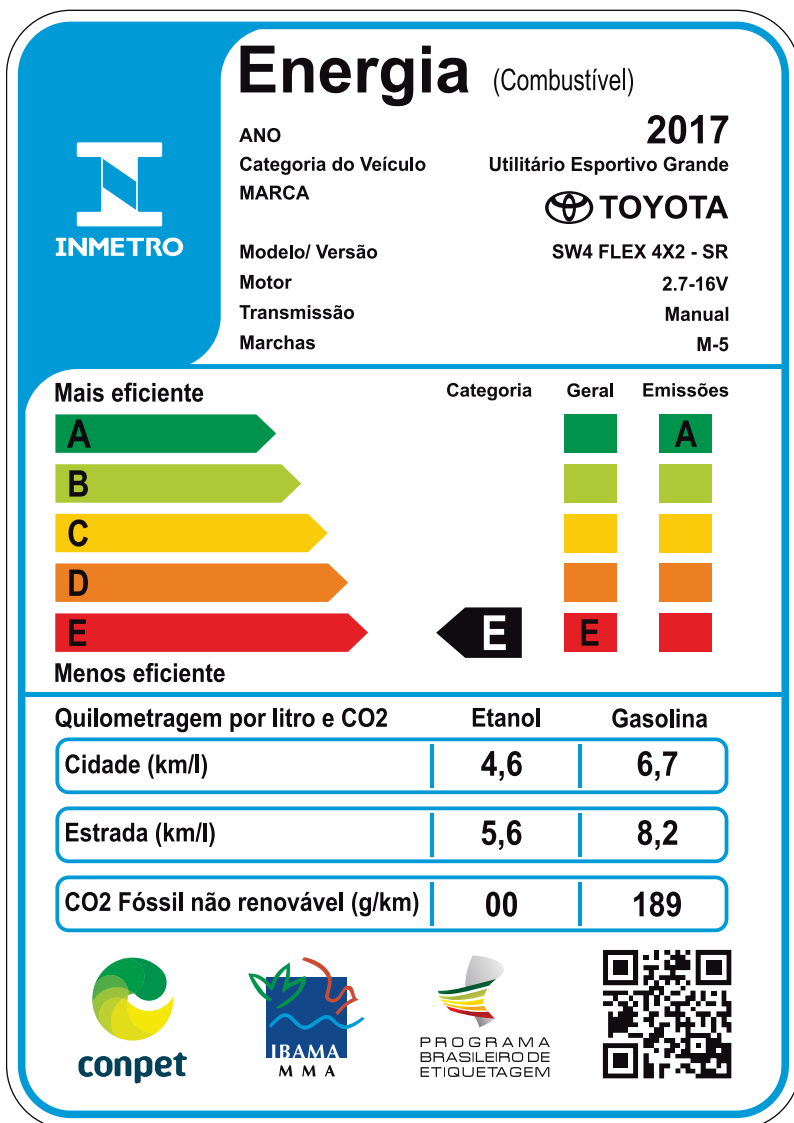 Energia (Combustível)
ANO 2017
Categoria do Veículo Utilitário Esportivo Grande
MARCA TOYOTA
INMETRO
Modelo/ Versão SW4 FLEX 4X2 - SR
Motor 2.7-16V
Transmissão Manual
Marchas M-5
Mais eficiente Categoria Geral Emissões
A A
B
C
D
E E E
Menos eficiente
Quilometragem por litro e CO2 Etanol Gasolina
Cidade (km/l) 4,6 6,7
Estrada (km/l) 5,6 8,2
CO2 Fóssil não renovável (g/km) 00 189
conpet
IBAMA
MMA
PROGRAMA
BRASILEIRO DE
ETIQUETAGEM